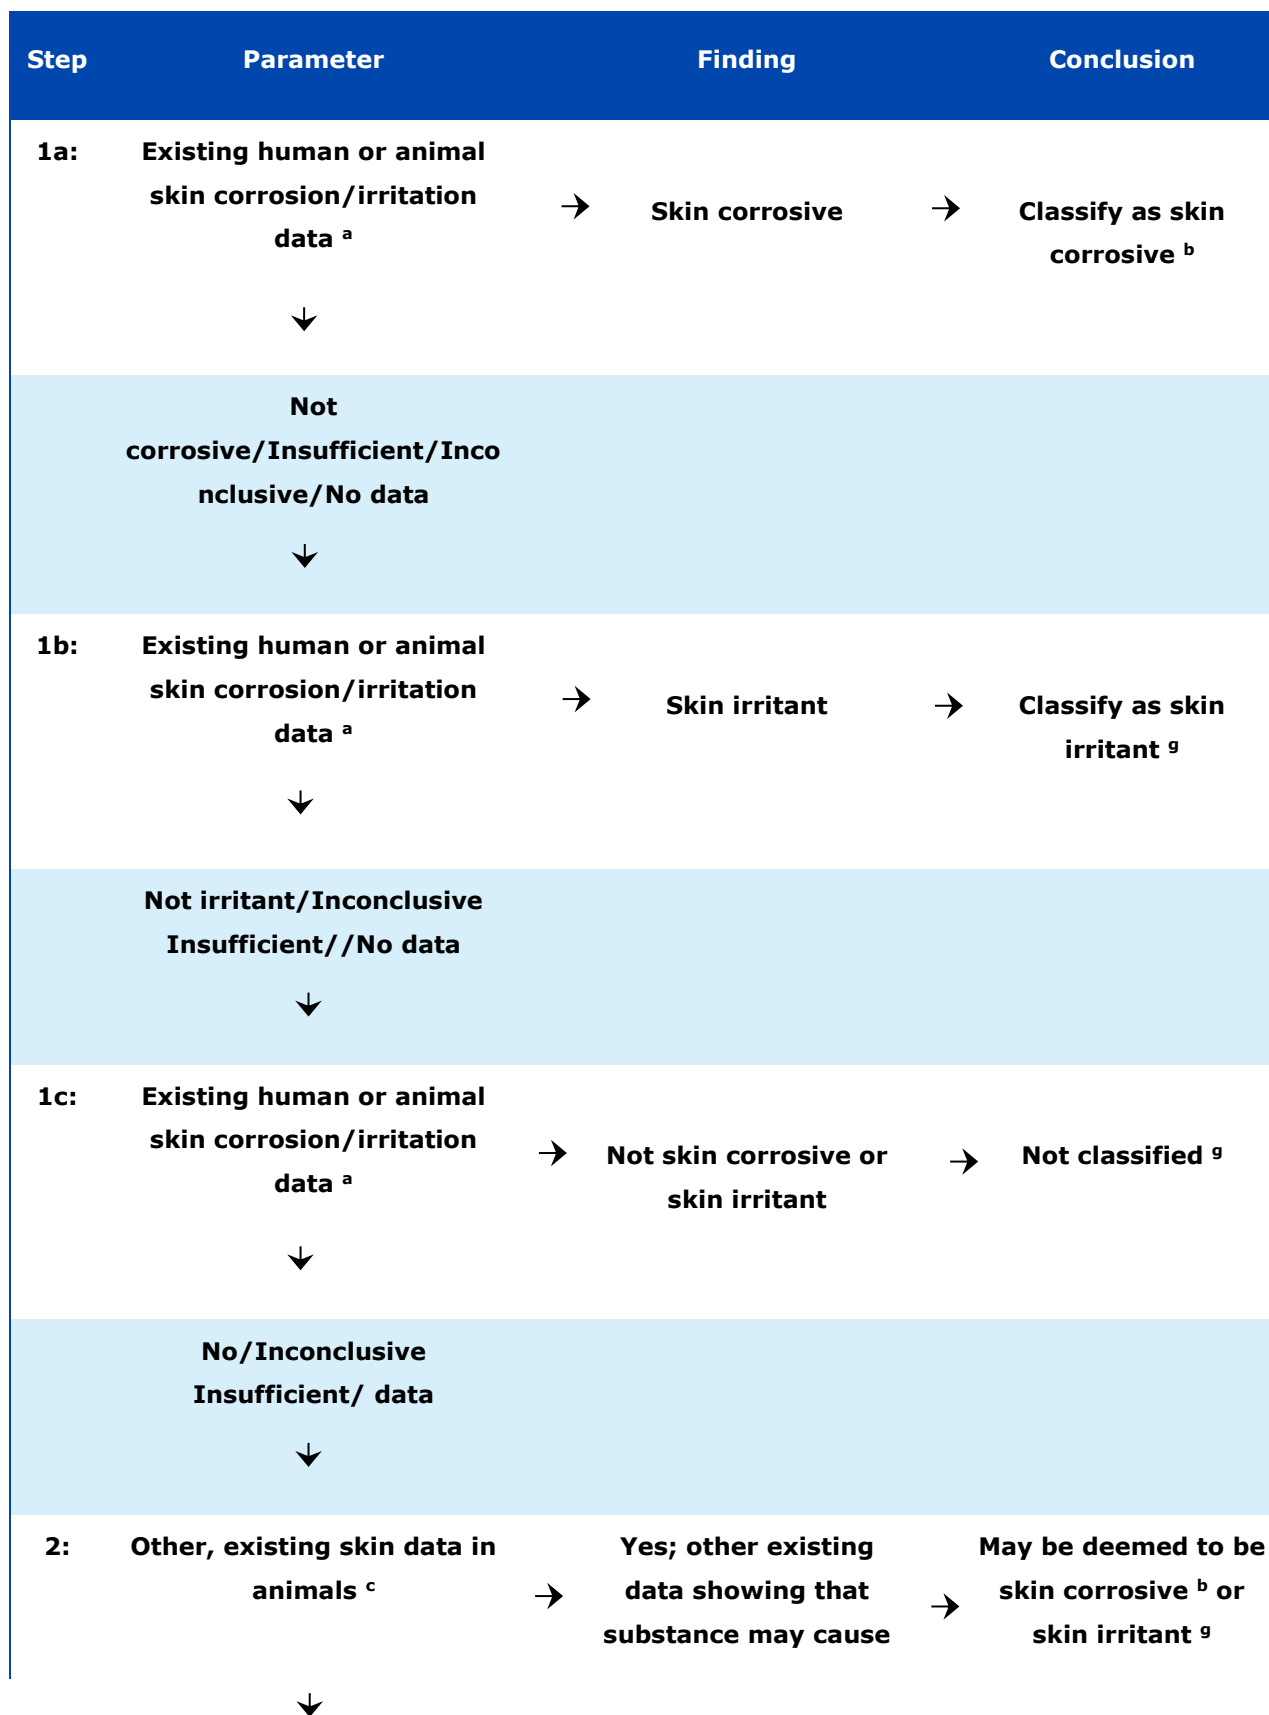 Step Parameter Finding Conclusion
1a: Existing human or animal
skin corrosion/irritation
data a
→ Skin corrosive → Classify as skin
corrosive b
↓
Not
corrosive/Insufficient/Inco
nclusive/No data
↓
1b: Existing human or animal
skin corrosion/irritation
data a
→ Skin irritant → Classify as skin
irritant g
↓
Not irritant/Inconclusive
Insufficient//No data
↓
1c: Existing human or animal
skin corrosion/irritation
data a
→ Not skin corrosive or
skin irritant
→ Not classified g
↓
No/Inconclusive
Insufficient/ data
↓
2: Other, existing skin data in
animals c
→ Yes; other existing
data showing that
substance may cause
→ May be deemed to be
skin corrosive b or
skin irritant g
↓